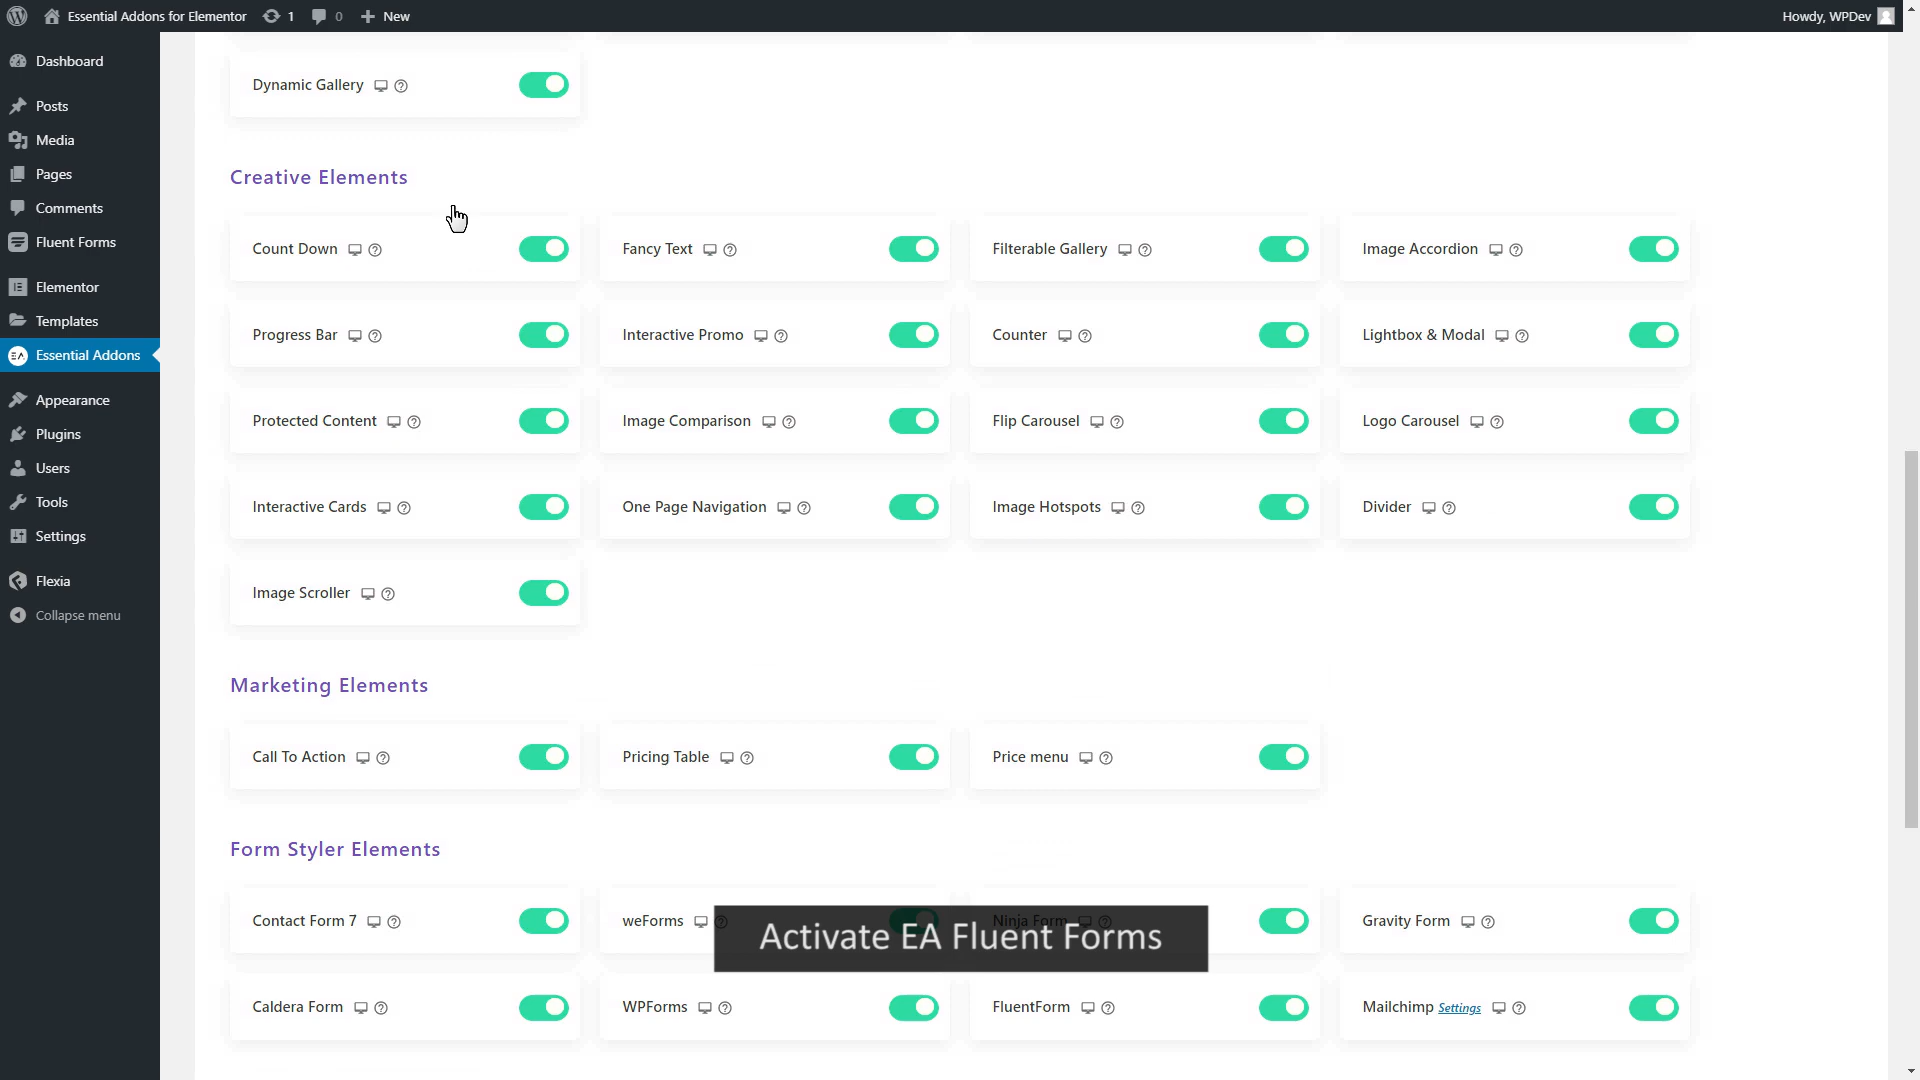 Essential Addons for Elementor 1 0 New Howdy, WPDev
Dashboard
Posts
Media
Pages
Comments
Fluent Forms
Elementor
Templates
Essential Addons
Appearance
Plugins
Users
Tools
Settings
Flexia
Collapse menu
Dynamic Gallery
Creative Elements
Count Down Fancy Text Filterable Gallery Image Accordion
Progress Bar Interactive Promo Counter Lightbox & Modal
Protected Content Image Comparison Flip Carousel Logo Carousel
Interactive Cards One Page Navigation Image Hotspots Divider
Image Scroller
Marketing Elements
Call To Action Pricing Table Price menu
Form Styler Elements
Contact Form 7 weForms Ninja Form Gravity Form
Activate EA Fluent Forms
Caldera Form WPForms FluentForm Mailchimp Settings